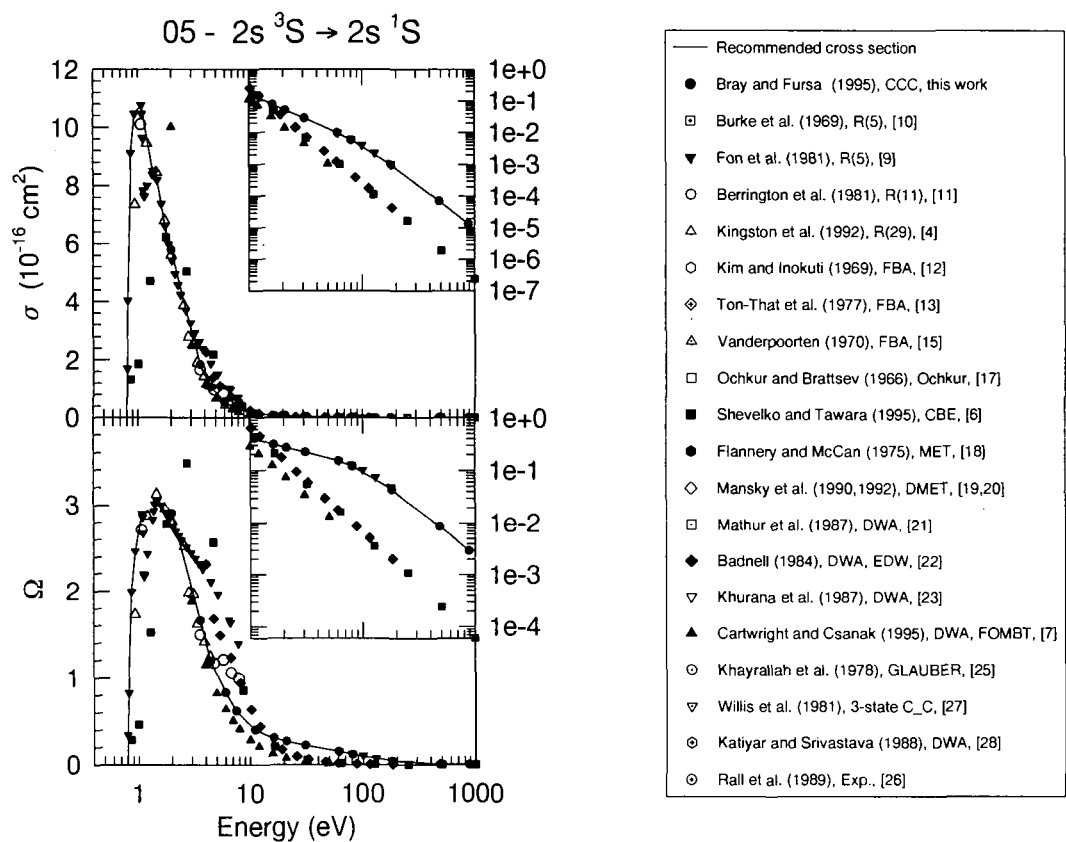 05 - 2s ³S → 2s ¹S
12
10
8
6
4
2
0
σ (10⁻¹⁶ cm²)
1e+0
1e-1
1e-2
1e-3
1e-4
1e-5
1e-6
1e-7
3
2
1
0
Ω
1e+0
1e-1
1e-2
1e-3
1e-4
1 10 100 1000
Energy (eV)
Recommended cross section
Bray and Fursa (1995), CCC, this work
Burke et al. (1969), R(5), [10]
Fon et al. (1981), R(5), [9]
Berrington et al. (1981), R(11), [11]
Kingston et al. (1992), R(29), [4]
Kim and Inokuti (1969), FBA, [12]
Ton-That et al. (1977), FBA, [13]
Vanderpoorten (1970), FBA, [15]
Ochkur and Brattsev (1966), Ochkur, [17]
Shevelko and Tawara (1995), CBE, [6]
Flannery and McCan (1975), MET, [18]
Mansky et al. (1990,1992), DMET, [19,20]
Mathur et al. (1987), DWA, [21]
Badnell (1984), DWA, EDW, [22]
Khurana et al. (1987), DWA, [23]
Cartwright and Csanak (1995), DWA, FOMBT, [7]
Khayrallah et al. (1978), GLAUBER, [25]
Willis et al. (1981), 3-state C_C, [27]
Katiyar and Srivastava (1988), DWA, [28]
Rall et al. (1989), Exp., [26]